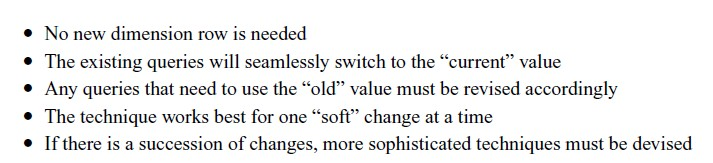 • No new dimension row is needed
• The existing queries will seamlessly switch to the “current” value
• Any queries that need to use the “old” value must be revised accordingly
• The technique works best for one “soft” change at a time
• If there is a succession of changes, more sophisticated techniques must be devised